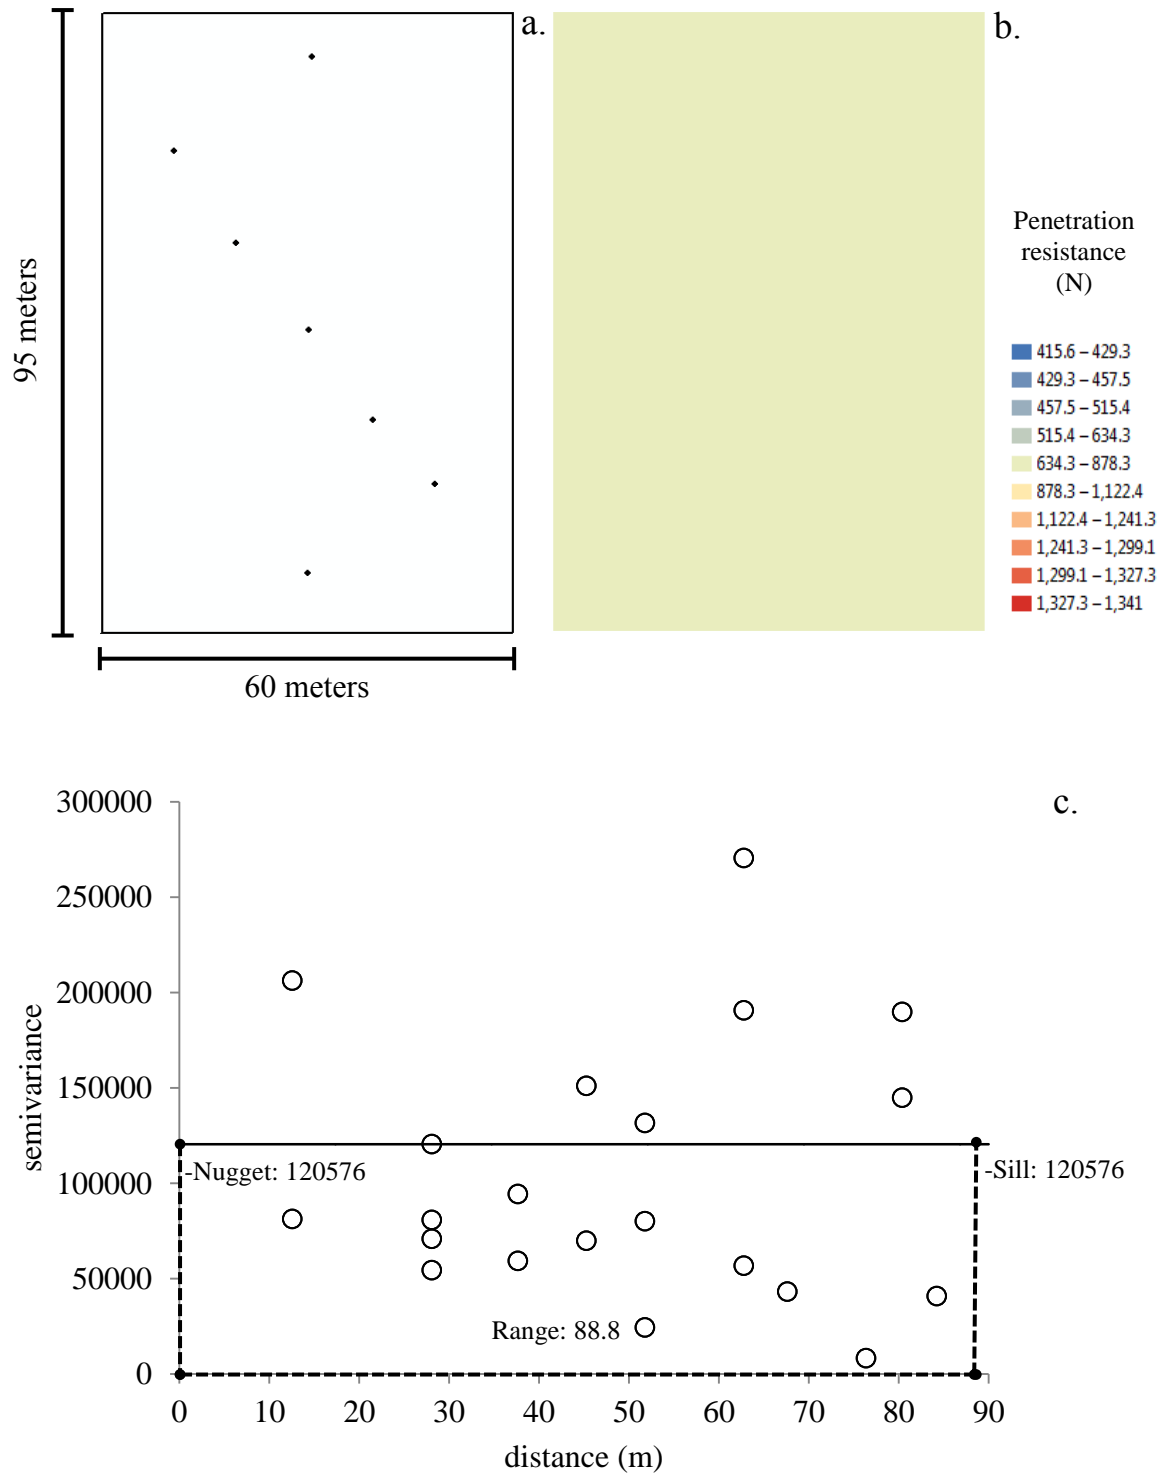 a.
b.
95 meters
60 meters
Penetration
resistance
(N)
415.6 – 429.3
429.3 – 457.5
457.5 – 515.4
515.4 – 634.3
634.3 – 878.3
878.3 – 1,122.4
1,122.4 – 1,241.3
1,241.3 – 1,299.1
1,299.1 – 1,327.3
1,327.3 – 1,341
c.
300000
250000
200000
150000
100000
50000
0
semivariance
-Nugget: 120576
-Sill: 120576
Range: 88.8
0 10 20 30 40 50 60 70 80 90
distance (m)